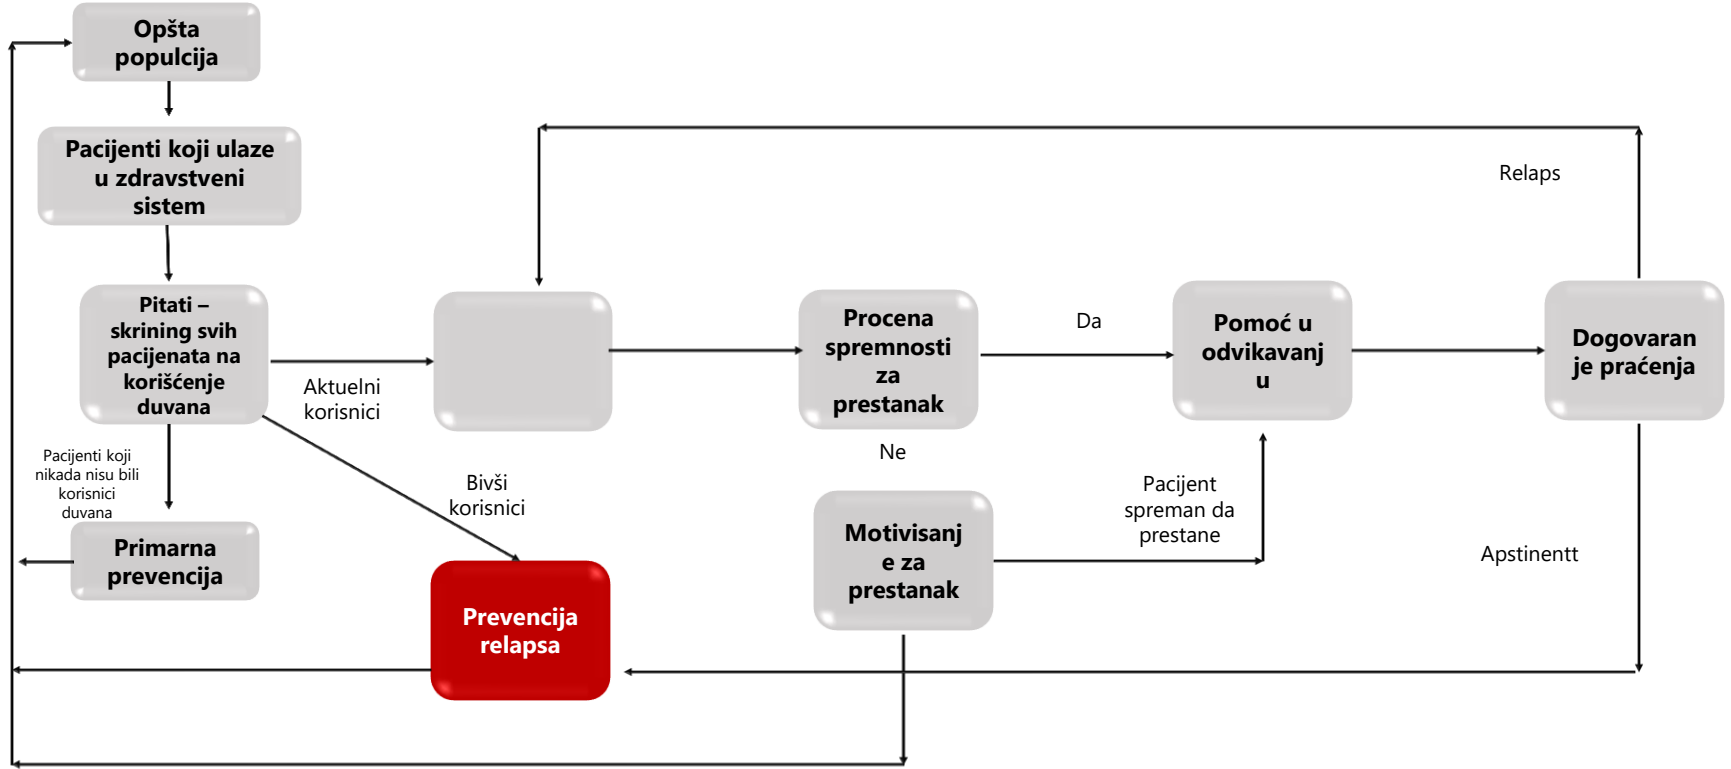 Opšta
populcija
Pacijenti koji ulaze
u zdravstveni
sistem
Relaps
Pitati –
skrining svih
pacijenata na
korišćenje
duvana
Aktuelni
korisnici
Procena
spremnosti
za
prestanak
Da
Pomoć u
odvikavanj
u
Dogovaran
je praćenja
Pacijenti koji
nikada nisu bili
korisnici
duvana
Bivši
korisnici
Ne
Pacijent
spreman da
prestane
Primarna
prevencija
Prevencija
relapsa
Motivisanj
e za
prestanak
Apstinentt